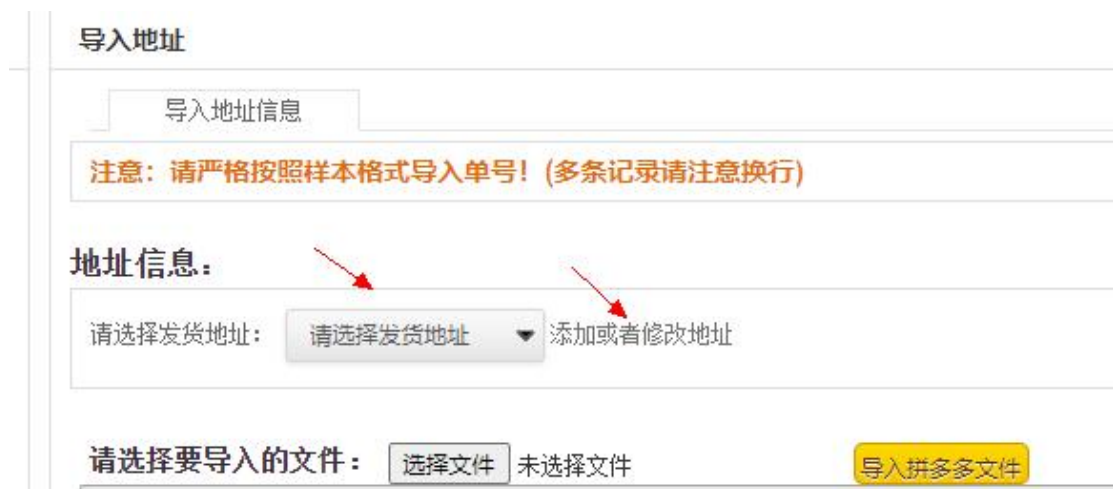 导入地址
导入地址信息
注意：请严格按照样本格式导入单号！(多条记录请注意换行)
地址信息：
请选择发货地址： 请选择发货地址 添加或者修改地址
请选择要导入的文件： 选择文件 未选择文件 导入拼多多文件